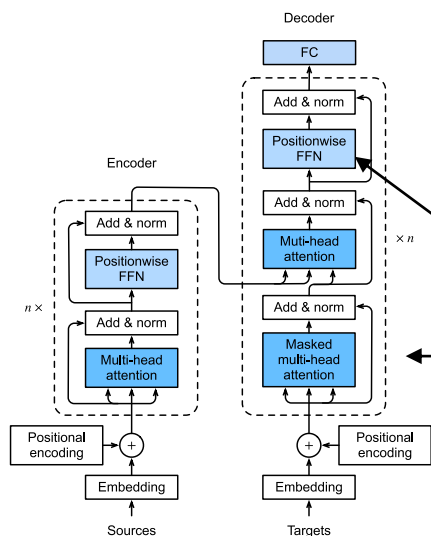 Decoder
FC
Add & norm
Positionwise
FFN
Add & norm
Muti-head
attention
Add & norm
Masked
multi-head
attention
× n
Encoder
Add & norm
Positionwise
FFN
Add & norm
Multi-head
attention
n ×
Positional
encoding
+
Embedding
Sources
+
Positional
encoding
Embedding
Targets